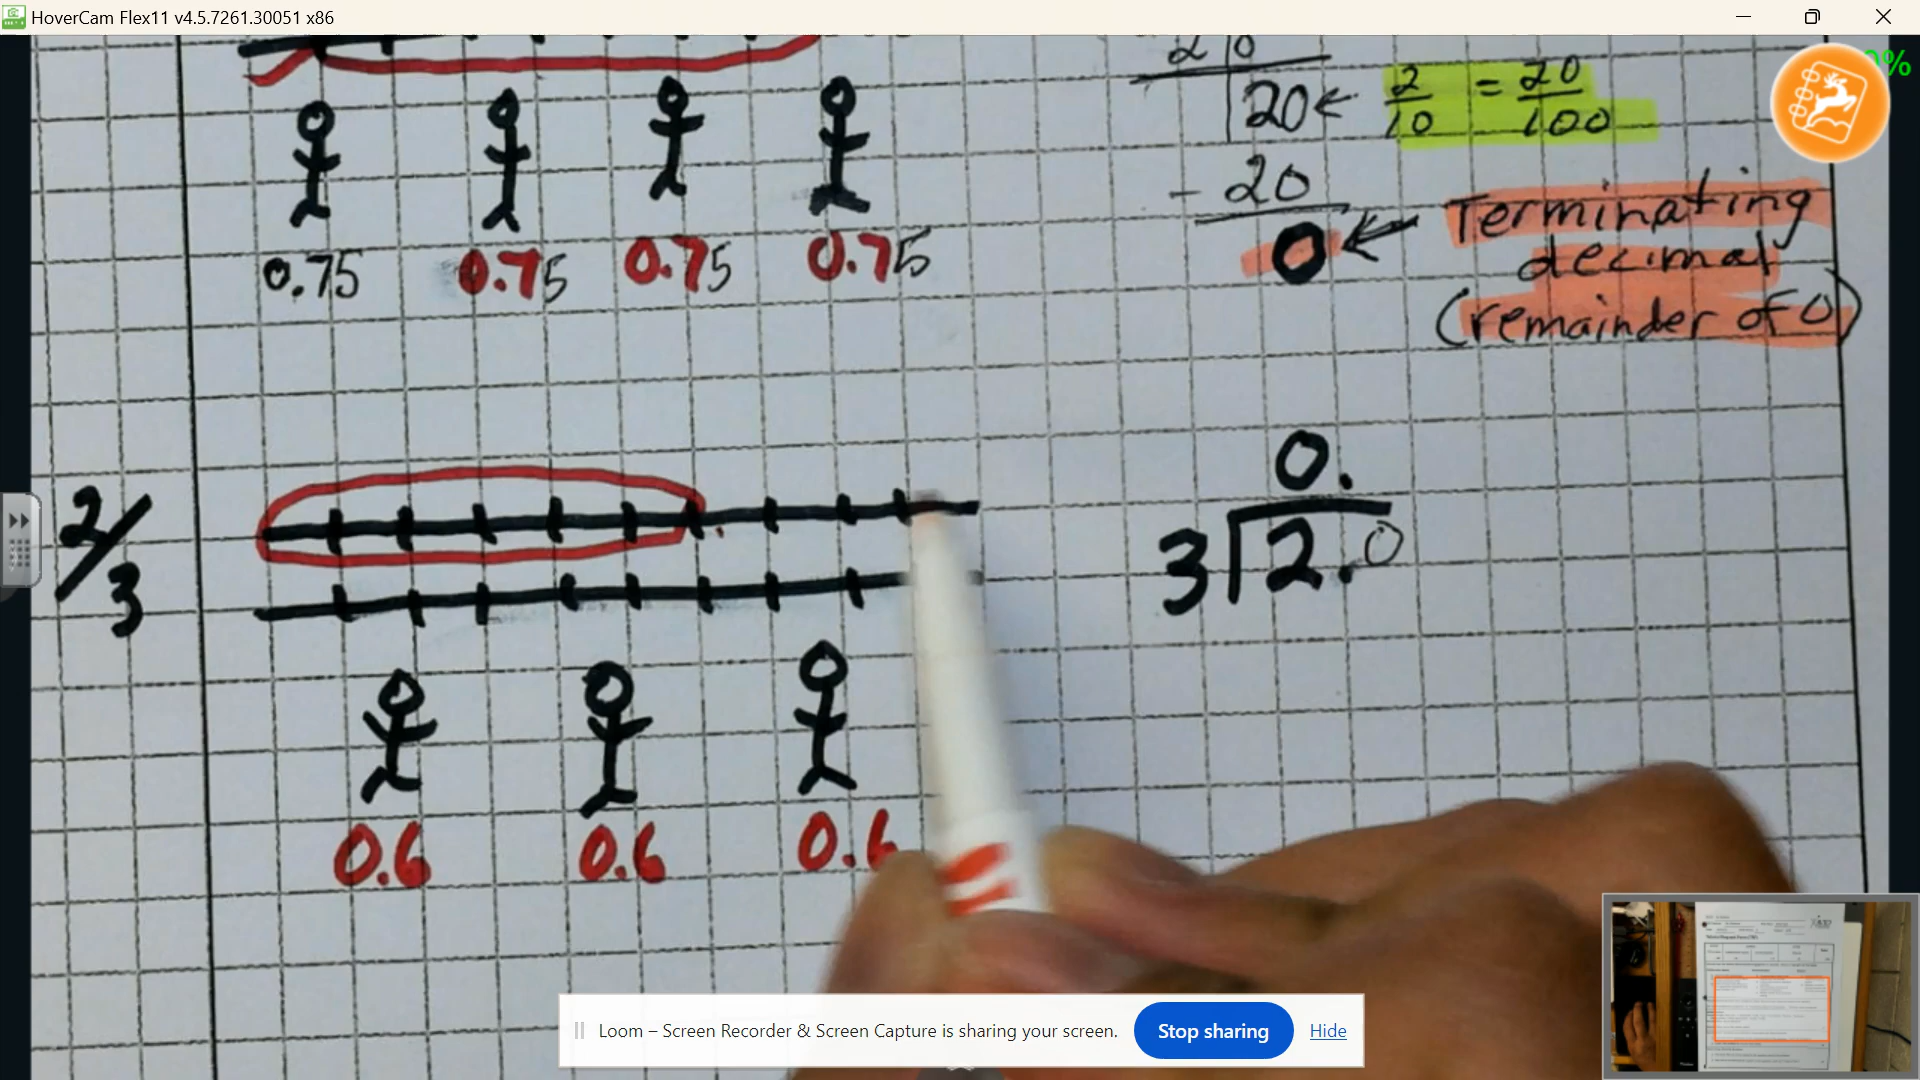 HoverCam Flex11 v4.5.7261.30051 x86
20
20 ← 2/10 = 20/100
- 20
0 ← Terminating
decimal
(remainder of 0)
0.75 0.75 0.75 0.75
2/3
0.
3 2.0
0.6 0.6 0.6
Loom – Screen Recorder & Screen Capture is sharing your screen.
Stop sharing
Hide